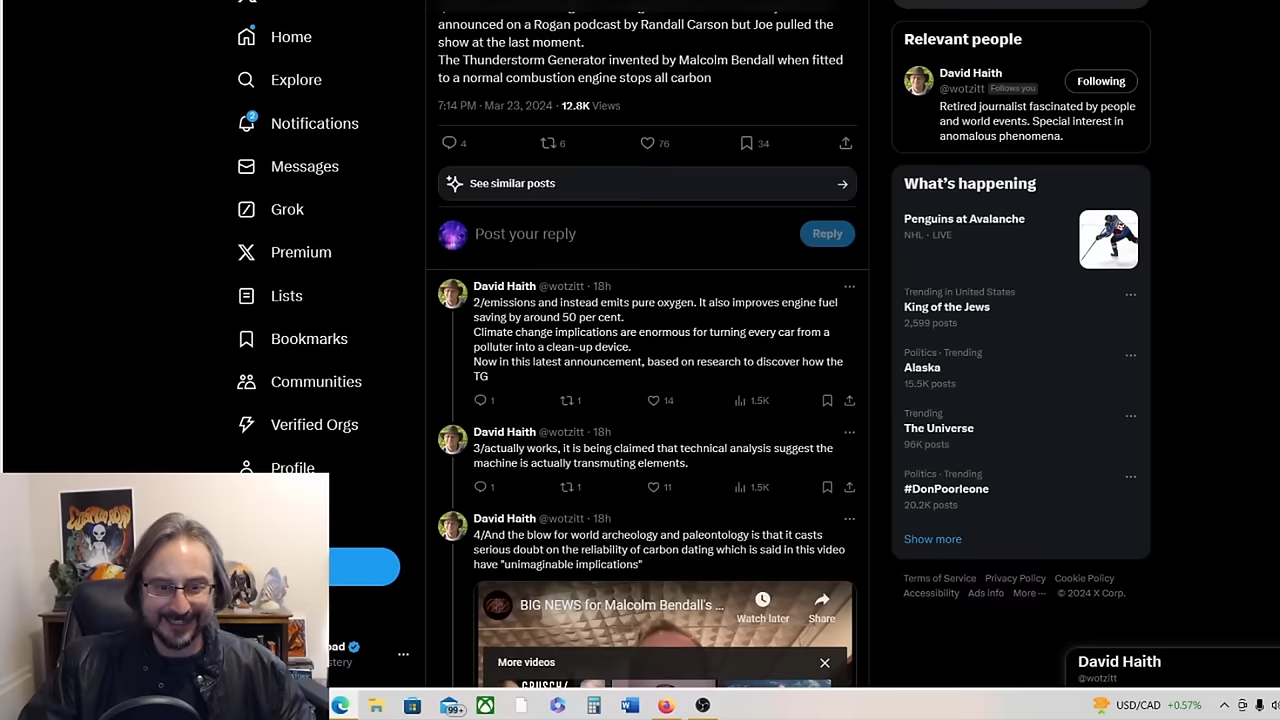 announced on a Rogan podcast by Randall Carson but Joe pulled the
show at the last moment.
The Thunderstorm Generator invented by Malcolm Bendall when fitted
to a normal combustion engine stops all carbon
7:14 PM · Mar 23, 2024 · 12.8K Views
4
6
76
34
See similar posts
Post your reply
Reply
Home
Explore
2
Notifications
Messages
Grok
Premium
Lists
Bookmarks
Communities
Verified Orgs
Profile
David Haith @wotzitt · 18h
2/emissions and instead emits pure oxygen. It also improves engine fuel
saving by around 50 per cent.
Climate change implications are enormous for turning every car from a
polluter into a clean-up device.
Now in this latest announcement, based on research to discover how the
TG
1
1
14
1.5K
David Haith @wotzitt · 18h
3/actually works, it is being claimed that technical analysis suggest the
machine is actually transmuting elements.
1
1
11
1.5K
David Haith @wotzitt · 18h
4/And the blow for world archeology and paleontology is that it casts
serious doubt on the reliability of carbon dating which is said in this video
have "unimaginable implications"
BIG NEWS for Malcolm Bendall's ...
Watch later
Share
More videos
Relevant people
David Haith
@wotzitt Follows you
Following
Retired journalist fascinated by people
and world events. Special interest in
anomalous phenomena.
What's happening
Penguins at Avalanche
NHL · LIVE
Trending in United States
King of the Jews
2,599 posts
Politics · Trending
Alaska
15.5K posts
Trending
The Universe
96K posts
Politics · Trending
#DonPoorleone
20.2K posts
Show more
Terms of Service Privacy Policy Cookie Policy
Accessibility Ads info More ··· © 2024 X Corp.
David Haith
@wotzitt
99+
USD/CAD +0.57%